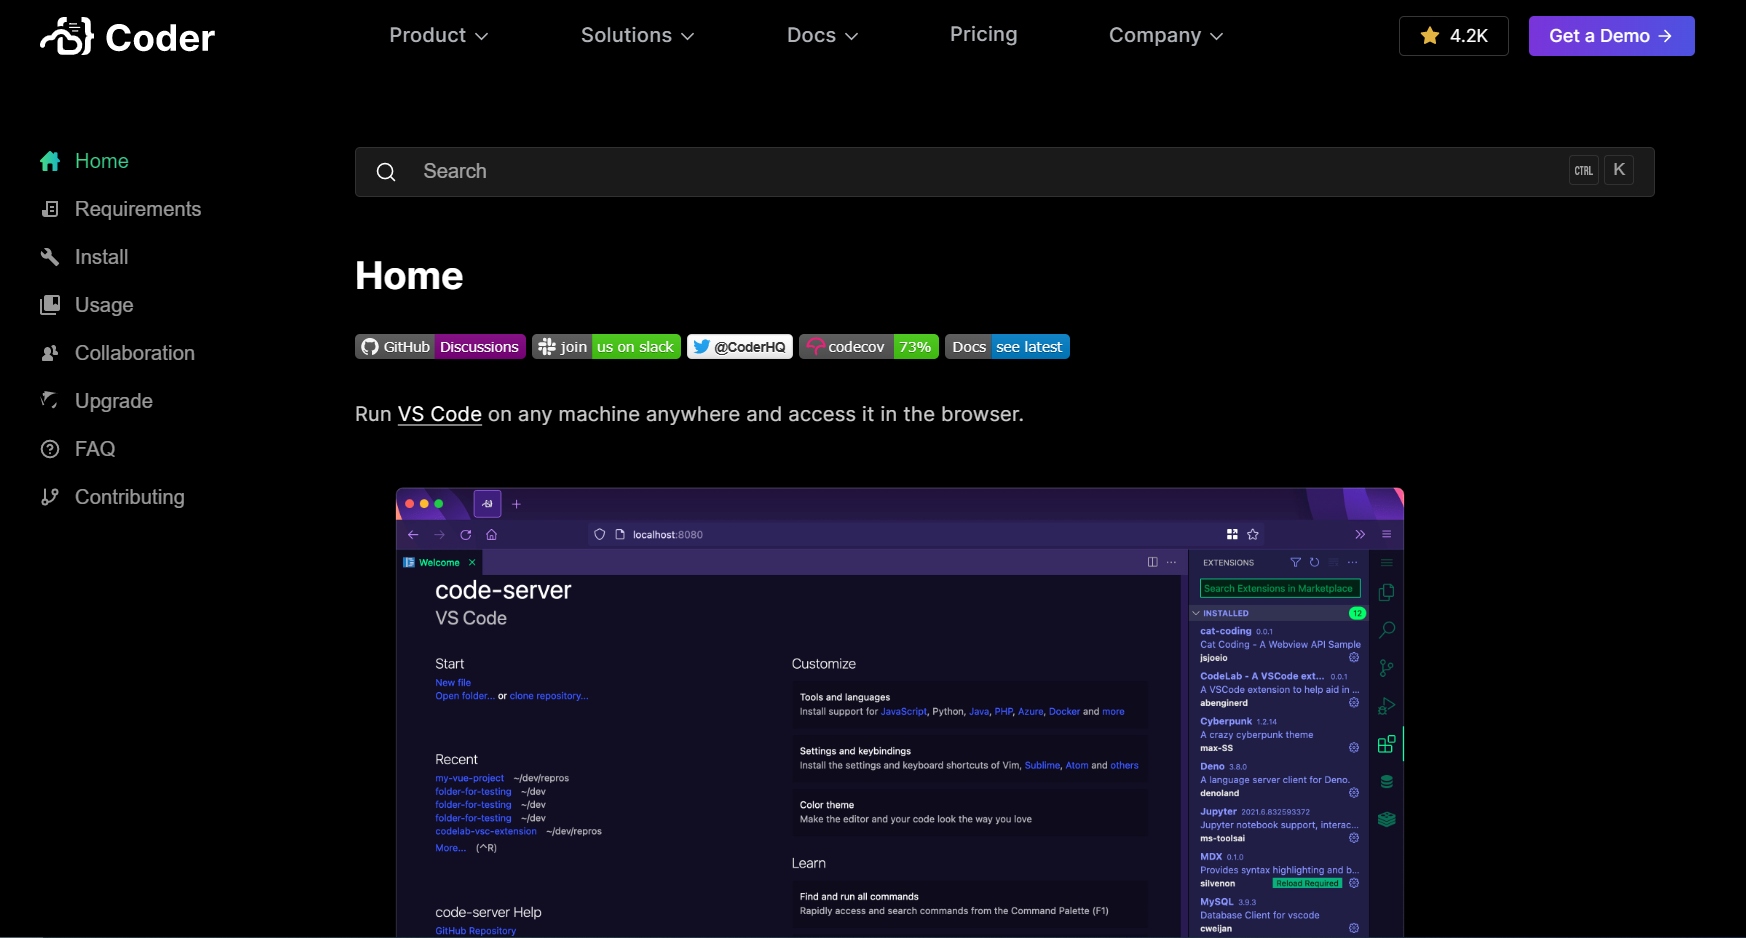 Coder
Product
Solutions
Docs
Pricing
Company
4.2K
Get a Demo →
Home
Requirements
Install
Usage
Collaboration
Upgrade
FAQ
Contributing
Search
CTRL K
Home
GitHub Discussions
join us on slack
@CoderHQ
codecov 73%
Docs see latest
Run VS Code on any machine anywhere and access it in the browser.
localhost:8080
Welcome
code-server
VS Code
Start
New file
Open folder... or clone repository...
Recent
my-vue-project ~/dev/repros
folder-for-testing ~/dev
folder-for-testing ~/dev
folder-for-testing ~/dev
codelab-vsc-extension ~/dev/repros
More... (^R)
code-server Help
GitHub Repository
Customize
Tools and languages
Install support for JavaScript, Python, Java, PHP, Azure, Docker and more
Settings and keybindings
Install the settings and keyboard shortcuts of Vim, Sublime, Atom and others
Color theme
Make the editor and your code look the way you love
Learn
Find and run all commands
Rapidly access and search commands from the Command Palette (F1)
EXTENSIONS
Search Extensions in Marketplace
INSTALLED 12
cat-coding 0.0.1
Cat Coding - A Webview API Sample
jsjoeio
CodeLab - A VSCode ext... 0.0.1
A VSCode extension to help aid in ...
abenginerd
Cyberpunk 1.2.14
A crazy cyberpunk theme
max-SS
Deno 3.8.0
A language server client for Deno.
denoland
Jupyter 2021.6.832593372
Jupyter notebook support, interac...
ms-toolsai
MDX 0.1.0
Provides syntax highlighting and b...
silvenon Reload Required
MySQL 3.9.3
Database Client for vscode
cweijan